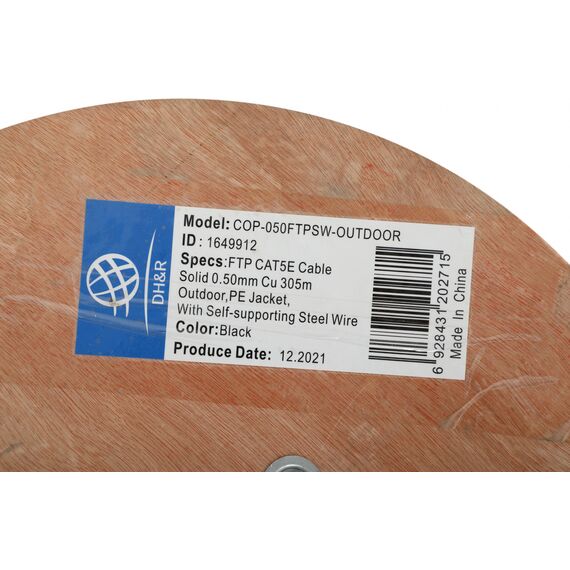 DH&R
Model: COP-050FTPSW-OUTDOOR
ID : 1649912
Specs:FTP CAT5E Cable
Solid 0.50mm Cu 305m
Outdoor,PE Jacket,
With Self-supporting Steel Wire
Color:Black
Produce Date: 12.2021
6 928431 202715
Made In China